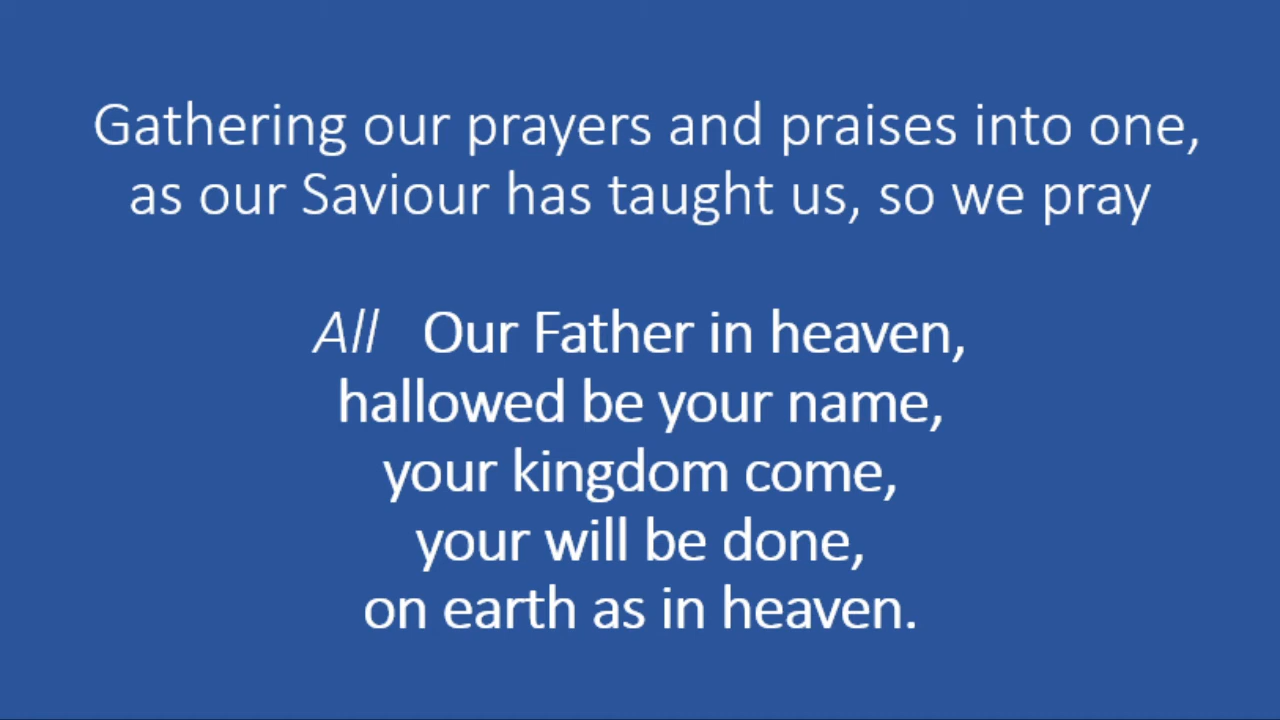 Gathering our prayers and praises into one,
as our Saviour has taught us, so we pray
All Our Father in heaven,
hallowed be your name,
your kingdom come,
your will be done,
on earth as in heaven.